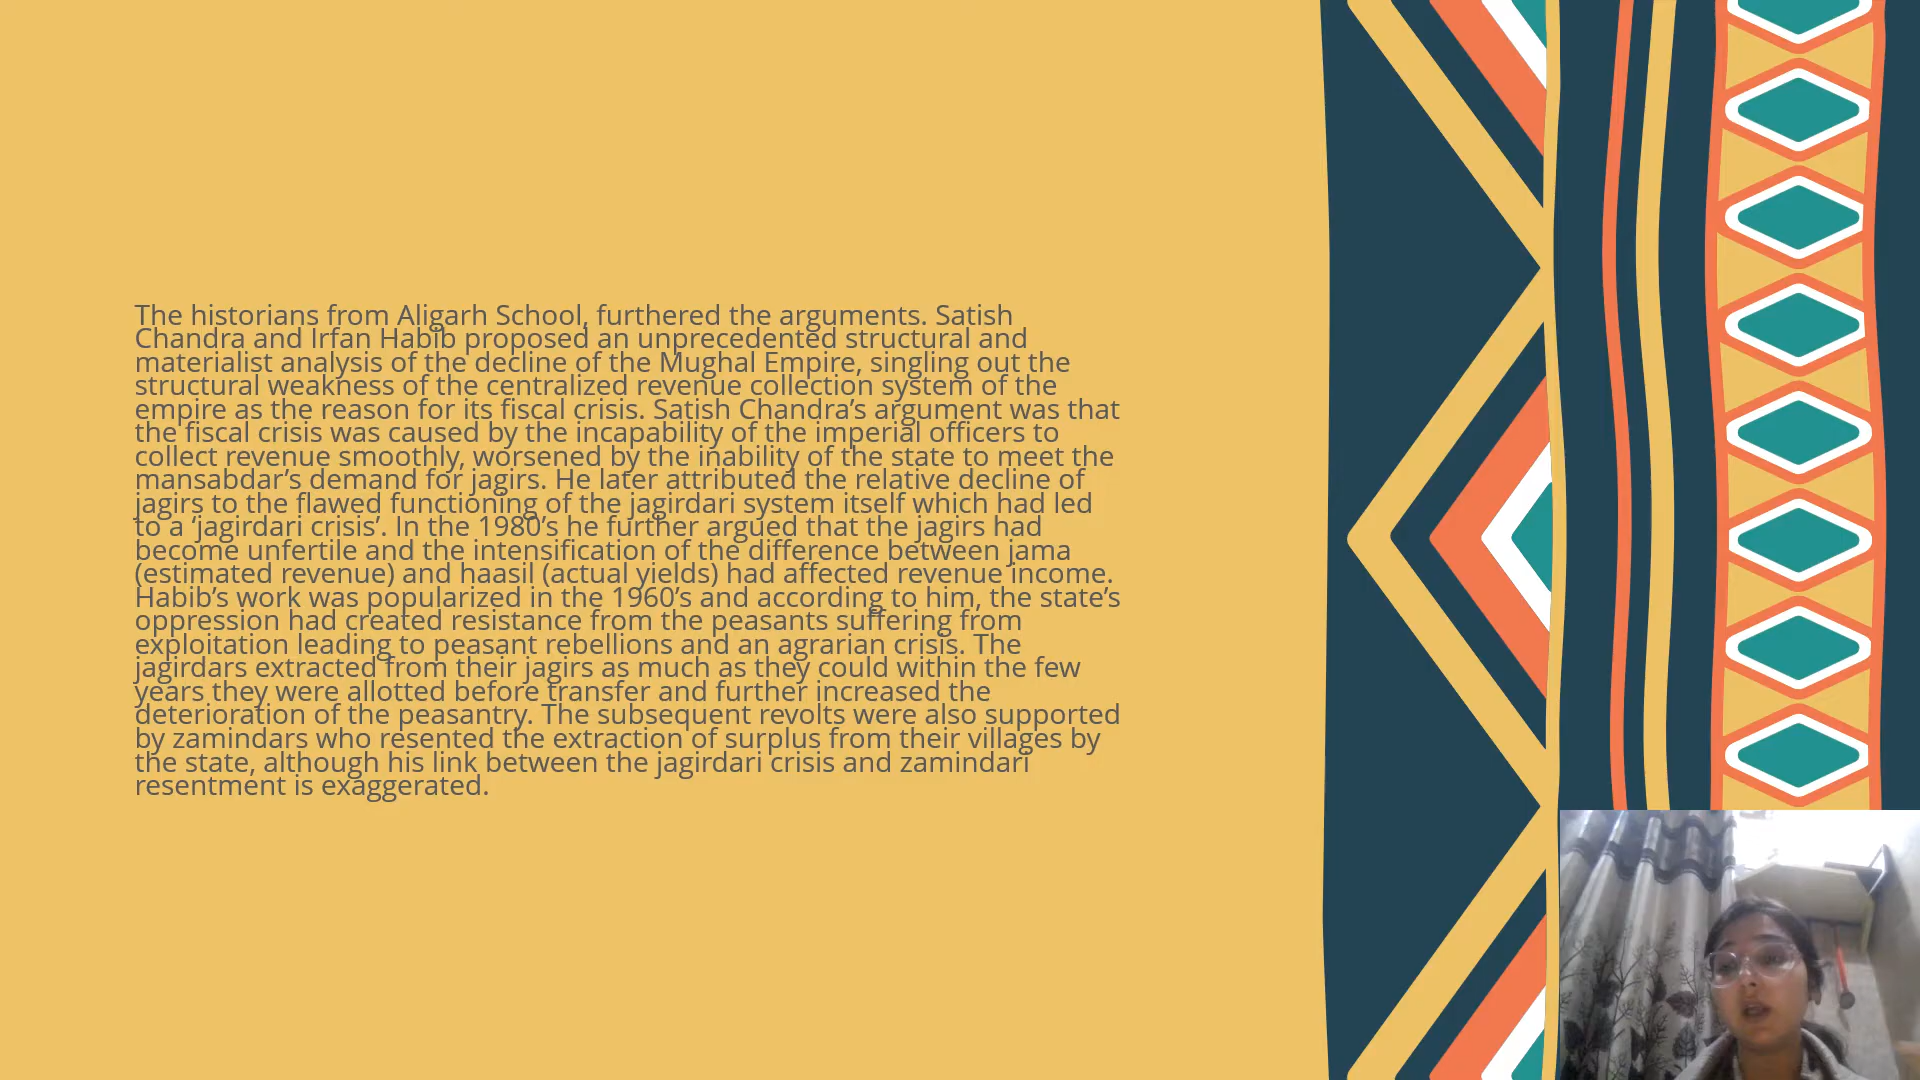 The historians from Aligarh School, furthered the arguments. Satish
Chandra and Irfan Habib proposed an unprecedented structural and
materialist analysis of the decline of the Mughal Empire, singling out the
structural weakness of the centralized revenue collection system of the
empire as the reason for its fiscal crisis. Satish Chandra’s argument was that
the fiscal crisis was caused by the incapability of the imperial officers to
collect revenue smoothly, worsened by the inability of the state to meet the
mansabdar’s demand for jagirs. He later attributed the relative decline of
jagirs to the flawed functioning of the jagirdari system itself which had led
to a ‘jagirdari crisis’. In the 1980’s he further argued that the jagirs had
become unfertile and the intensification of the difference between jama
(estimated revenue) and haasil (actual yields) had affected revenue income.
Habib’s work was popularized in the 1960’s and according to him, the state’s
oppression had created resistance from the peasants suffering from
exploitation leading to peasant rebellions and an agrarian crisis. The
jagirdars extracted from their jagirs as much as they could within the few
years they were allotted before transfer and further increased the
deterioration of the peasantry. The subsequent revolts were also supported
by zamindars who resented the extraction of surplus from their villages by
the state, although his link between the jagirdari crisis and zamindari
resentment is exaggerated.